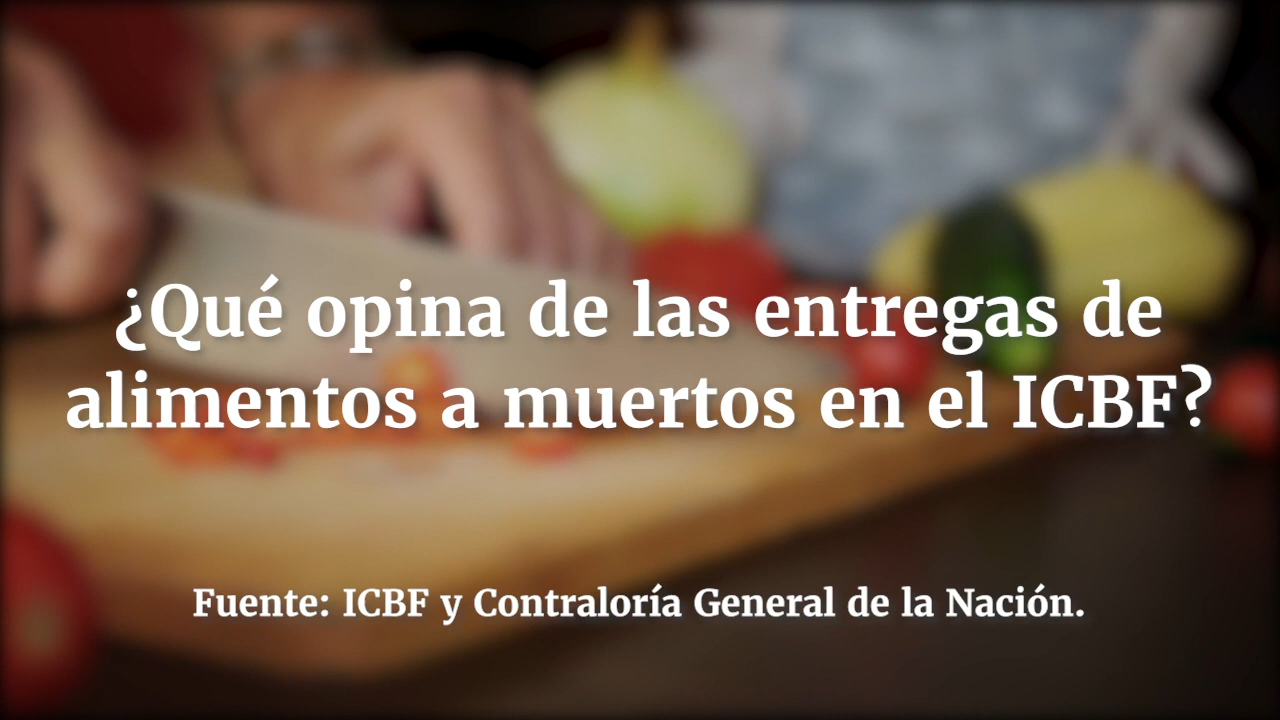 ¿Qué opina de las entregas de
alimentos a muertos en el ICBF?
Fuente: ICBF y Contraloría General de la Nación.